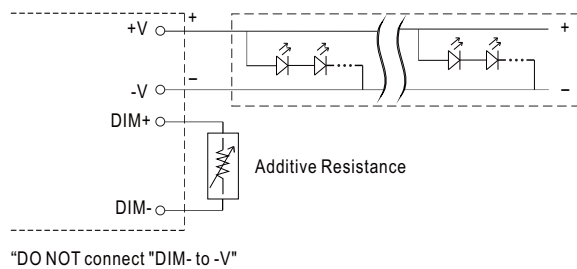 +V + +
-V − −
DIM+
Additive Resistance
DIM-
“DO NOT connect "DIM- to -V"